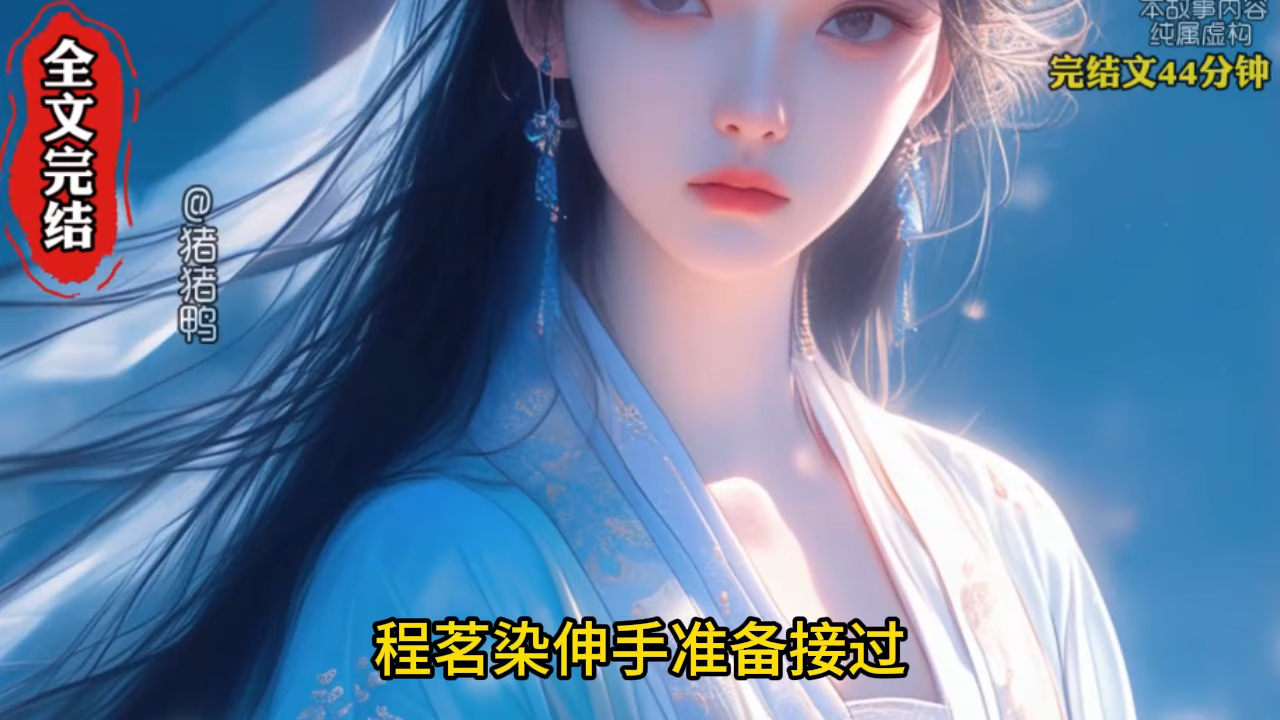 全文完结
@猪猪鸭
本故事内容
纯属虚构
完结文44分钟
程茗染伸手准备接过